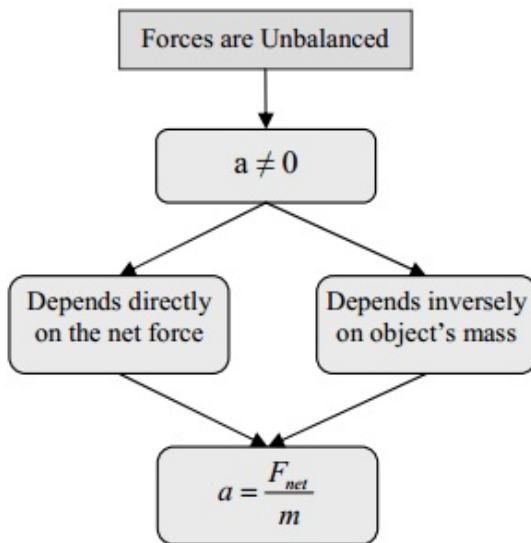 Forces are Unbalanced
a ≠ 0
Depends directly
on the net force
Depends inversely
on object's mass
a = F_net / m